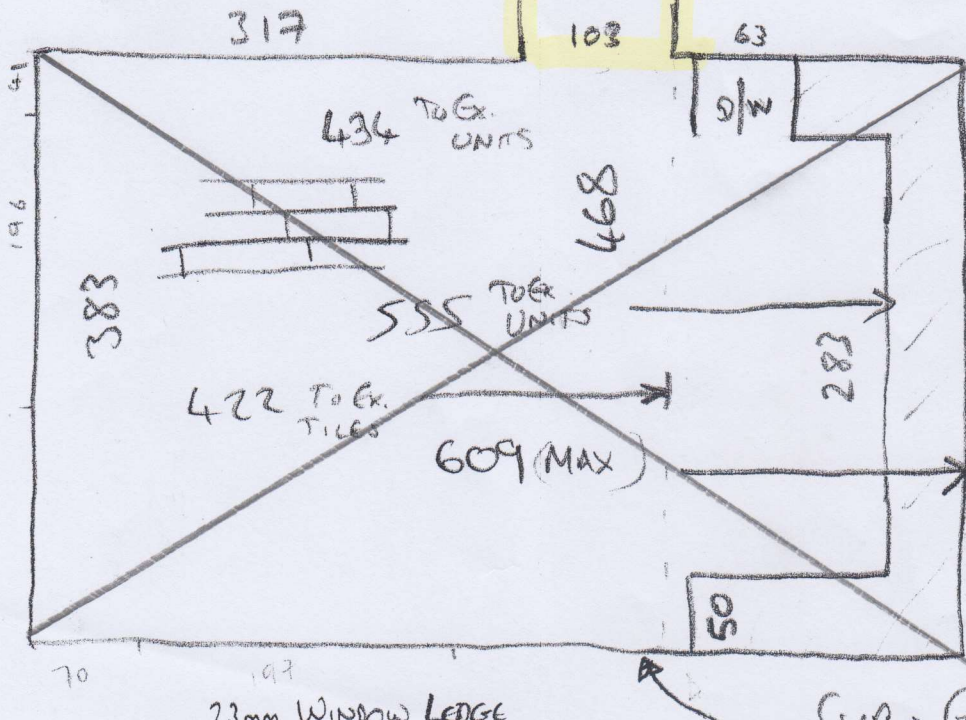 317
103
63
41
D/W
434 To Ex.
UNITS
468
196
383
555 To Ex.
UNITS
283
422 To Ex.
TILES
609 (MAX)
50
70
197
23mm WINDOW LEDGE